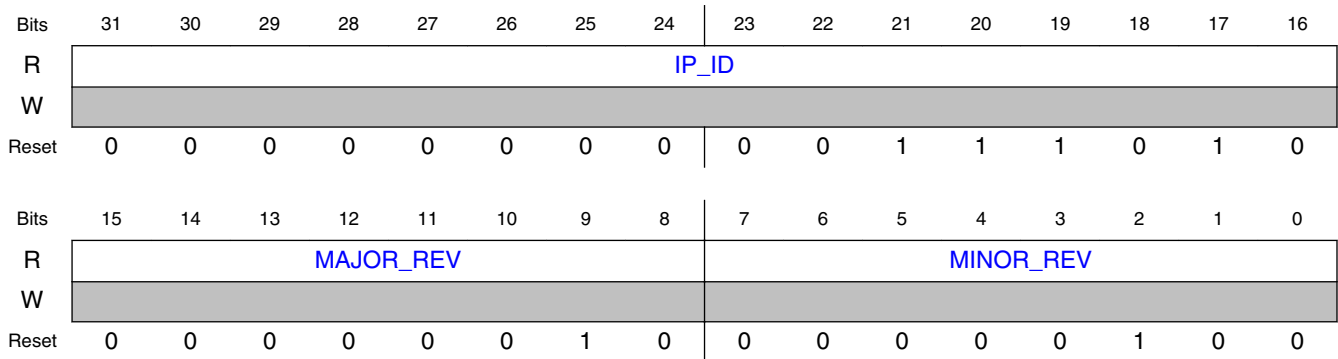 Bits 31 30 29 28 27 26 25 24 23 22 21 20 19 18 17 16
R IP_ID
W
Reset 0 0 0 0 0 0 0 0 0 0 1 1 1 0 1 0
Bits 15 14 13 12 11 10 9 8 7 6 5 4 3 2 1 0
R MAJOR_REV MINOR_REV
W
Reset 0 0 0 0 0 0 1 0 0 0 0 0 0 1 0 0